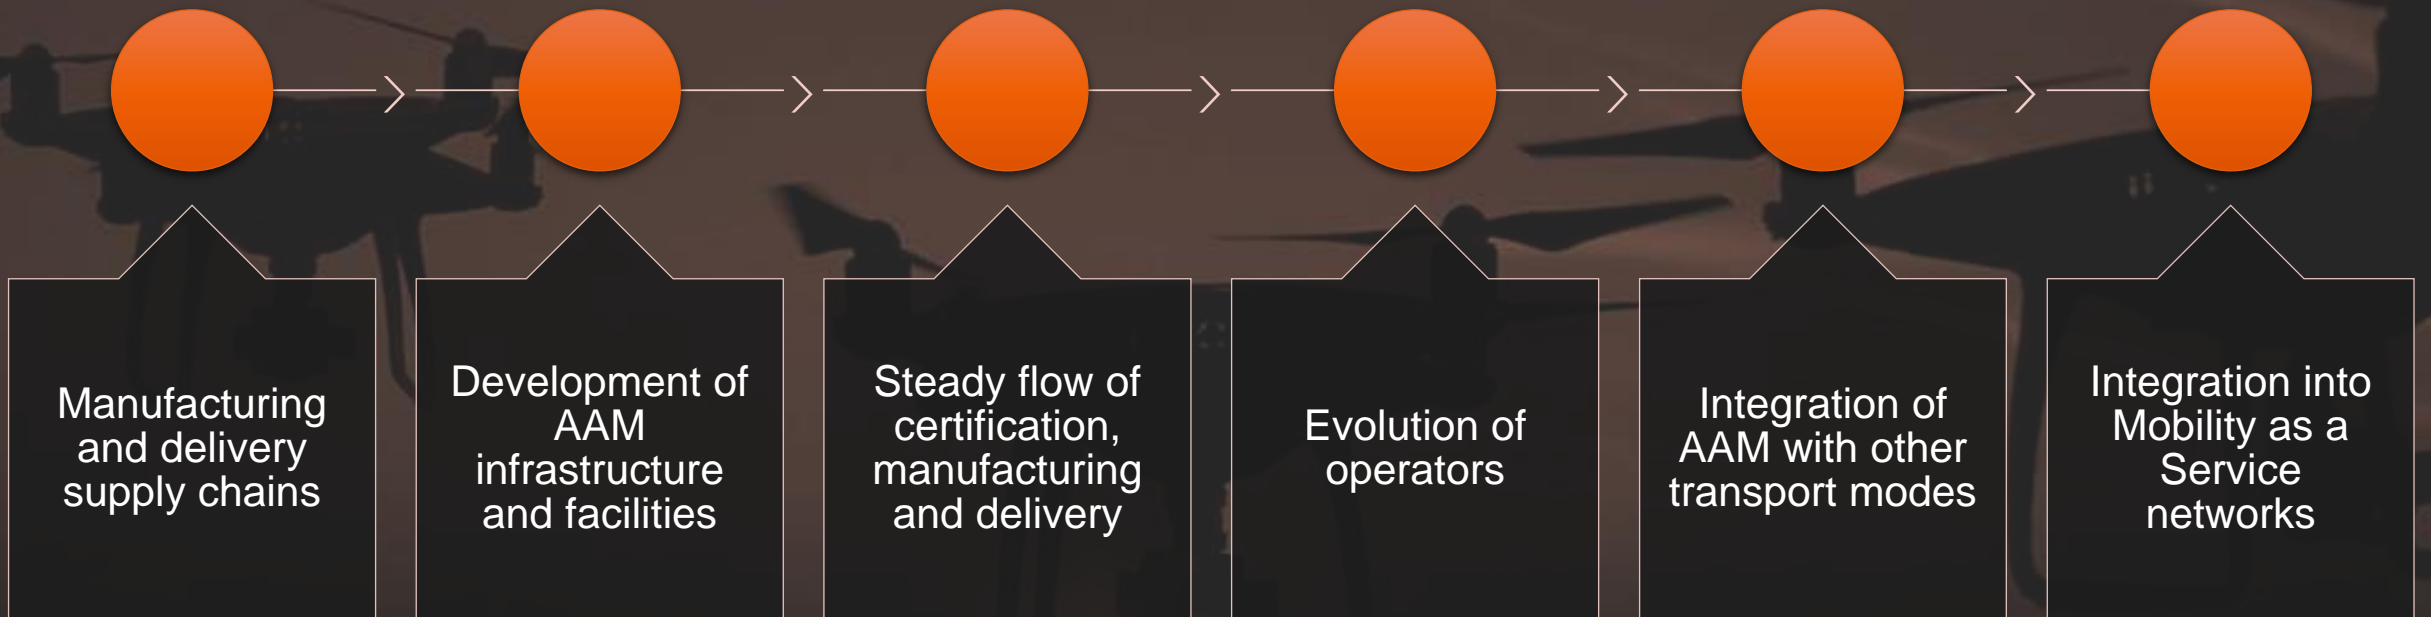 Manufacturing
and delivery
supply chains
Development of
AAM
infrastructure
and facilities
Steady flow of
certification,
manufacturing
and delivery
Evolution of
operators
Integration of
AAM with other
transport modes
Integration into
Mobility as a
Service
networks